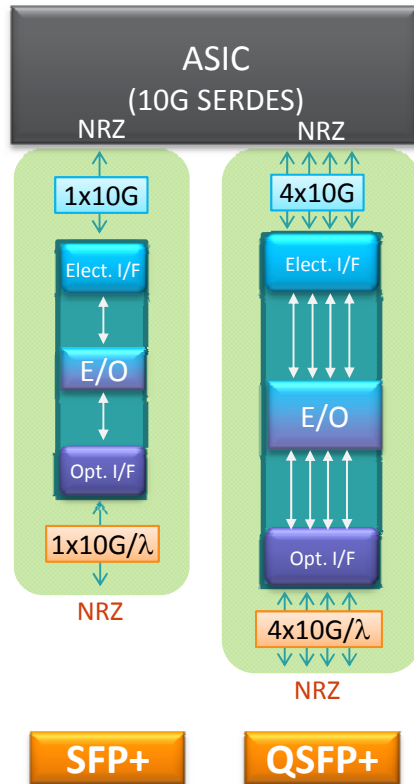 ASIC
(10G SERDES)
NRZ
NRZ
1x10G
4x10G
Elect. I/F
Elect. I/F
E/O
E/O
Opt. I/F
Opt. I/F
1x10G/λ
4x10G/λ
NRZ
NRZ
SFP+
QSFP+